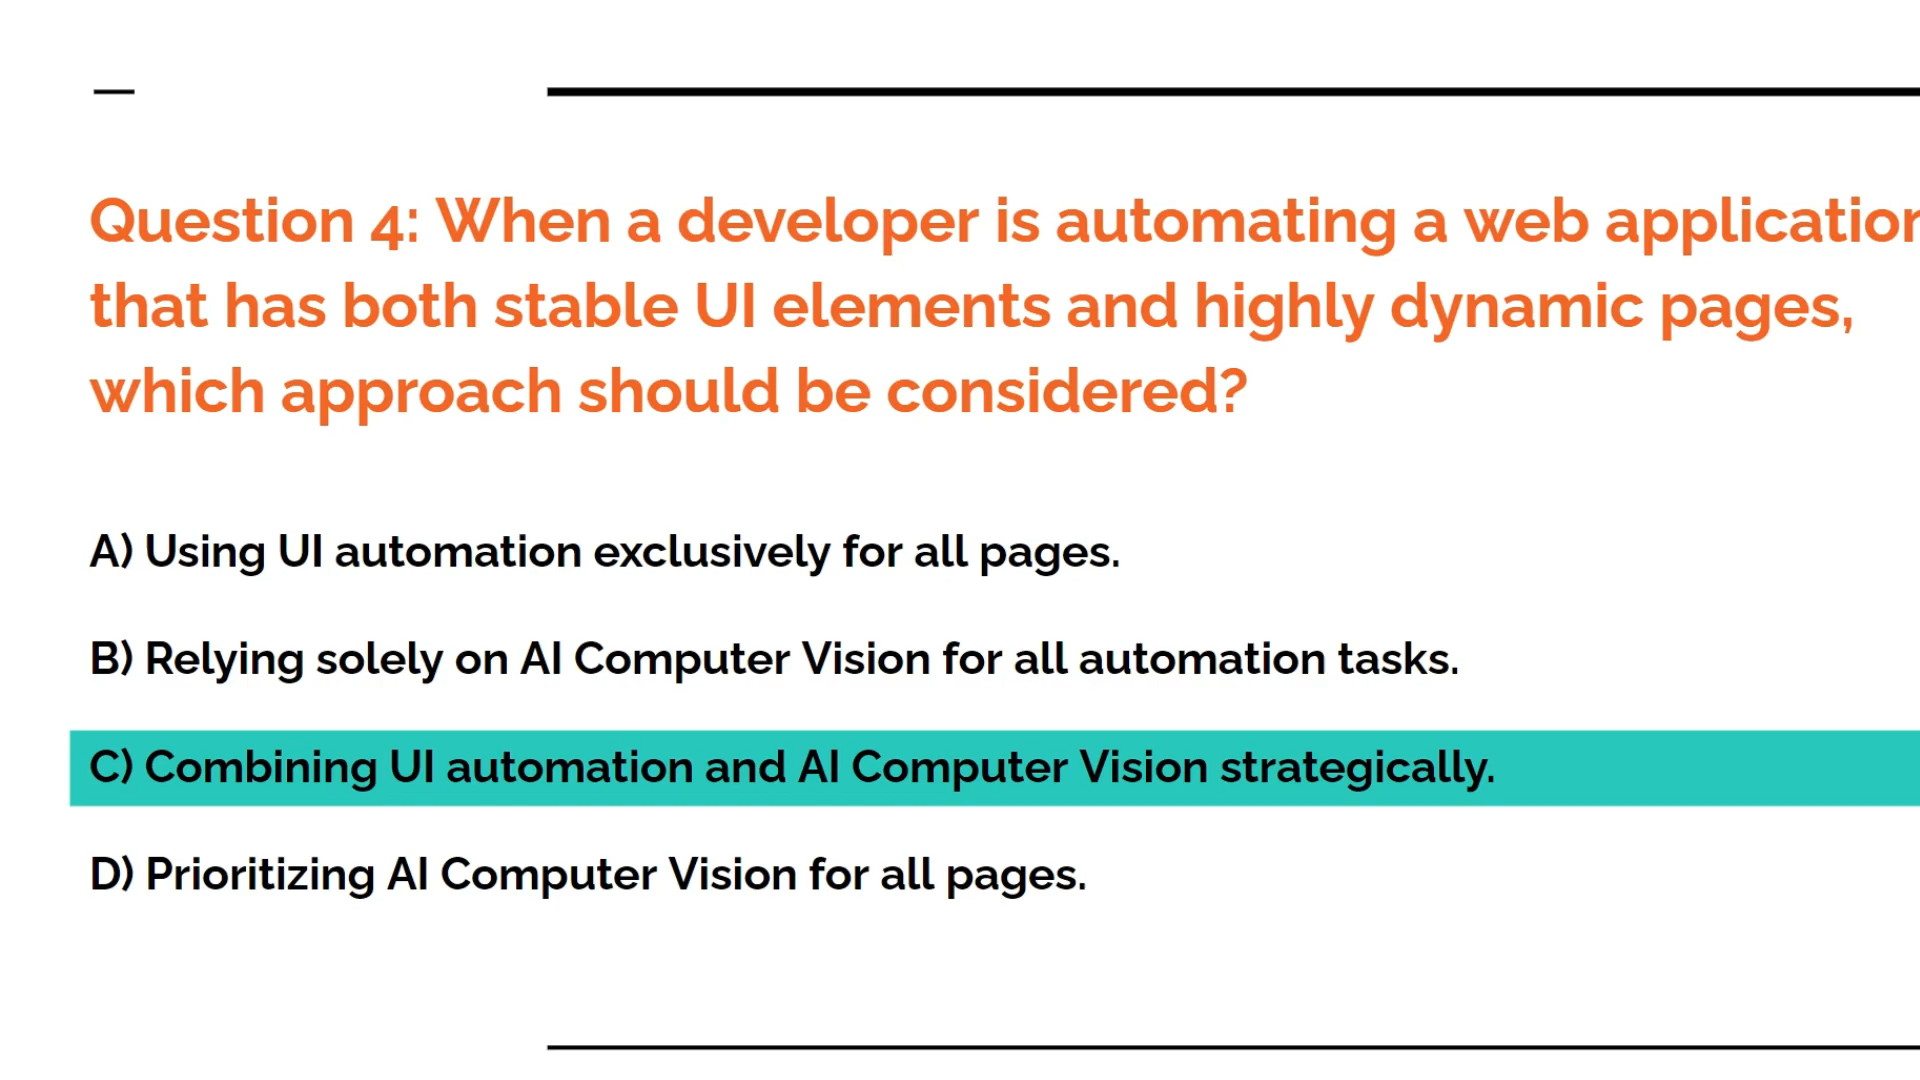 Question 4: When a developer is automating a web application
that has both stable UI elements and highly dynamic pages,
which approach should be considered?
A) Using UI automation exclusively for all pages.
B) Relying solely on AI Computer Vision for all automation tasks.
C) Combining UI automation and AI Computer Vision strategically.
D) Prioritizing AI Computer Vision for all pages.